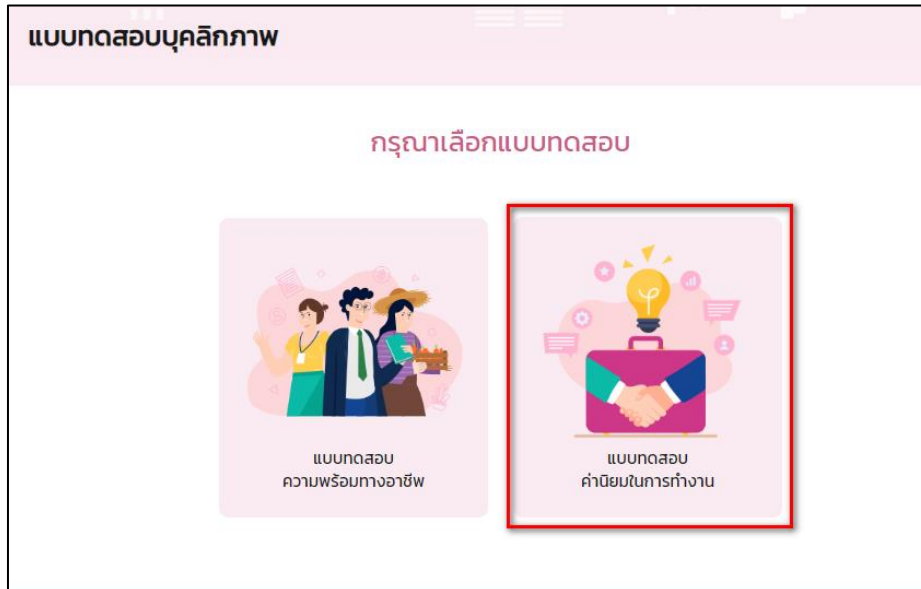 แบบทดสอบบุคลิกภาพ
กรุณาเลือกแบบทดสอบ
แบบทดสอบ
ความพร้อมทางอาชีพ
แบบทดสอบ
ค่านิยมในการทำงาน